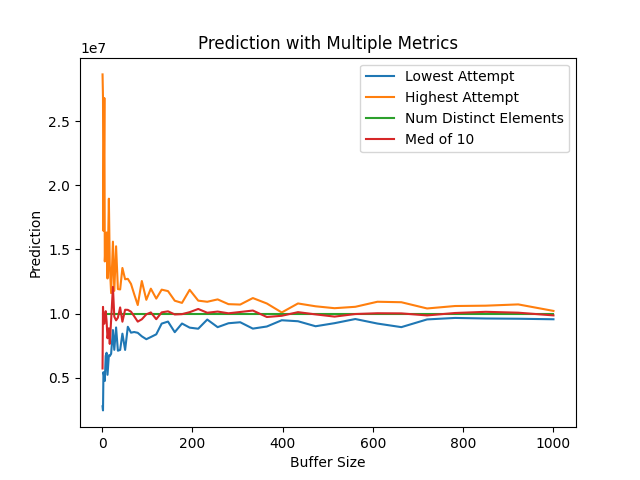 Prediction with Multiple Metrics
1e7
Lowest Attempt
Highest Attempt
Num Distinct Elements
Med of 10
2.5
2.0
1.5
1.0
0.5
Prediction
0
200
400
600
800
1000
Buffer Size